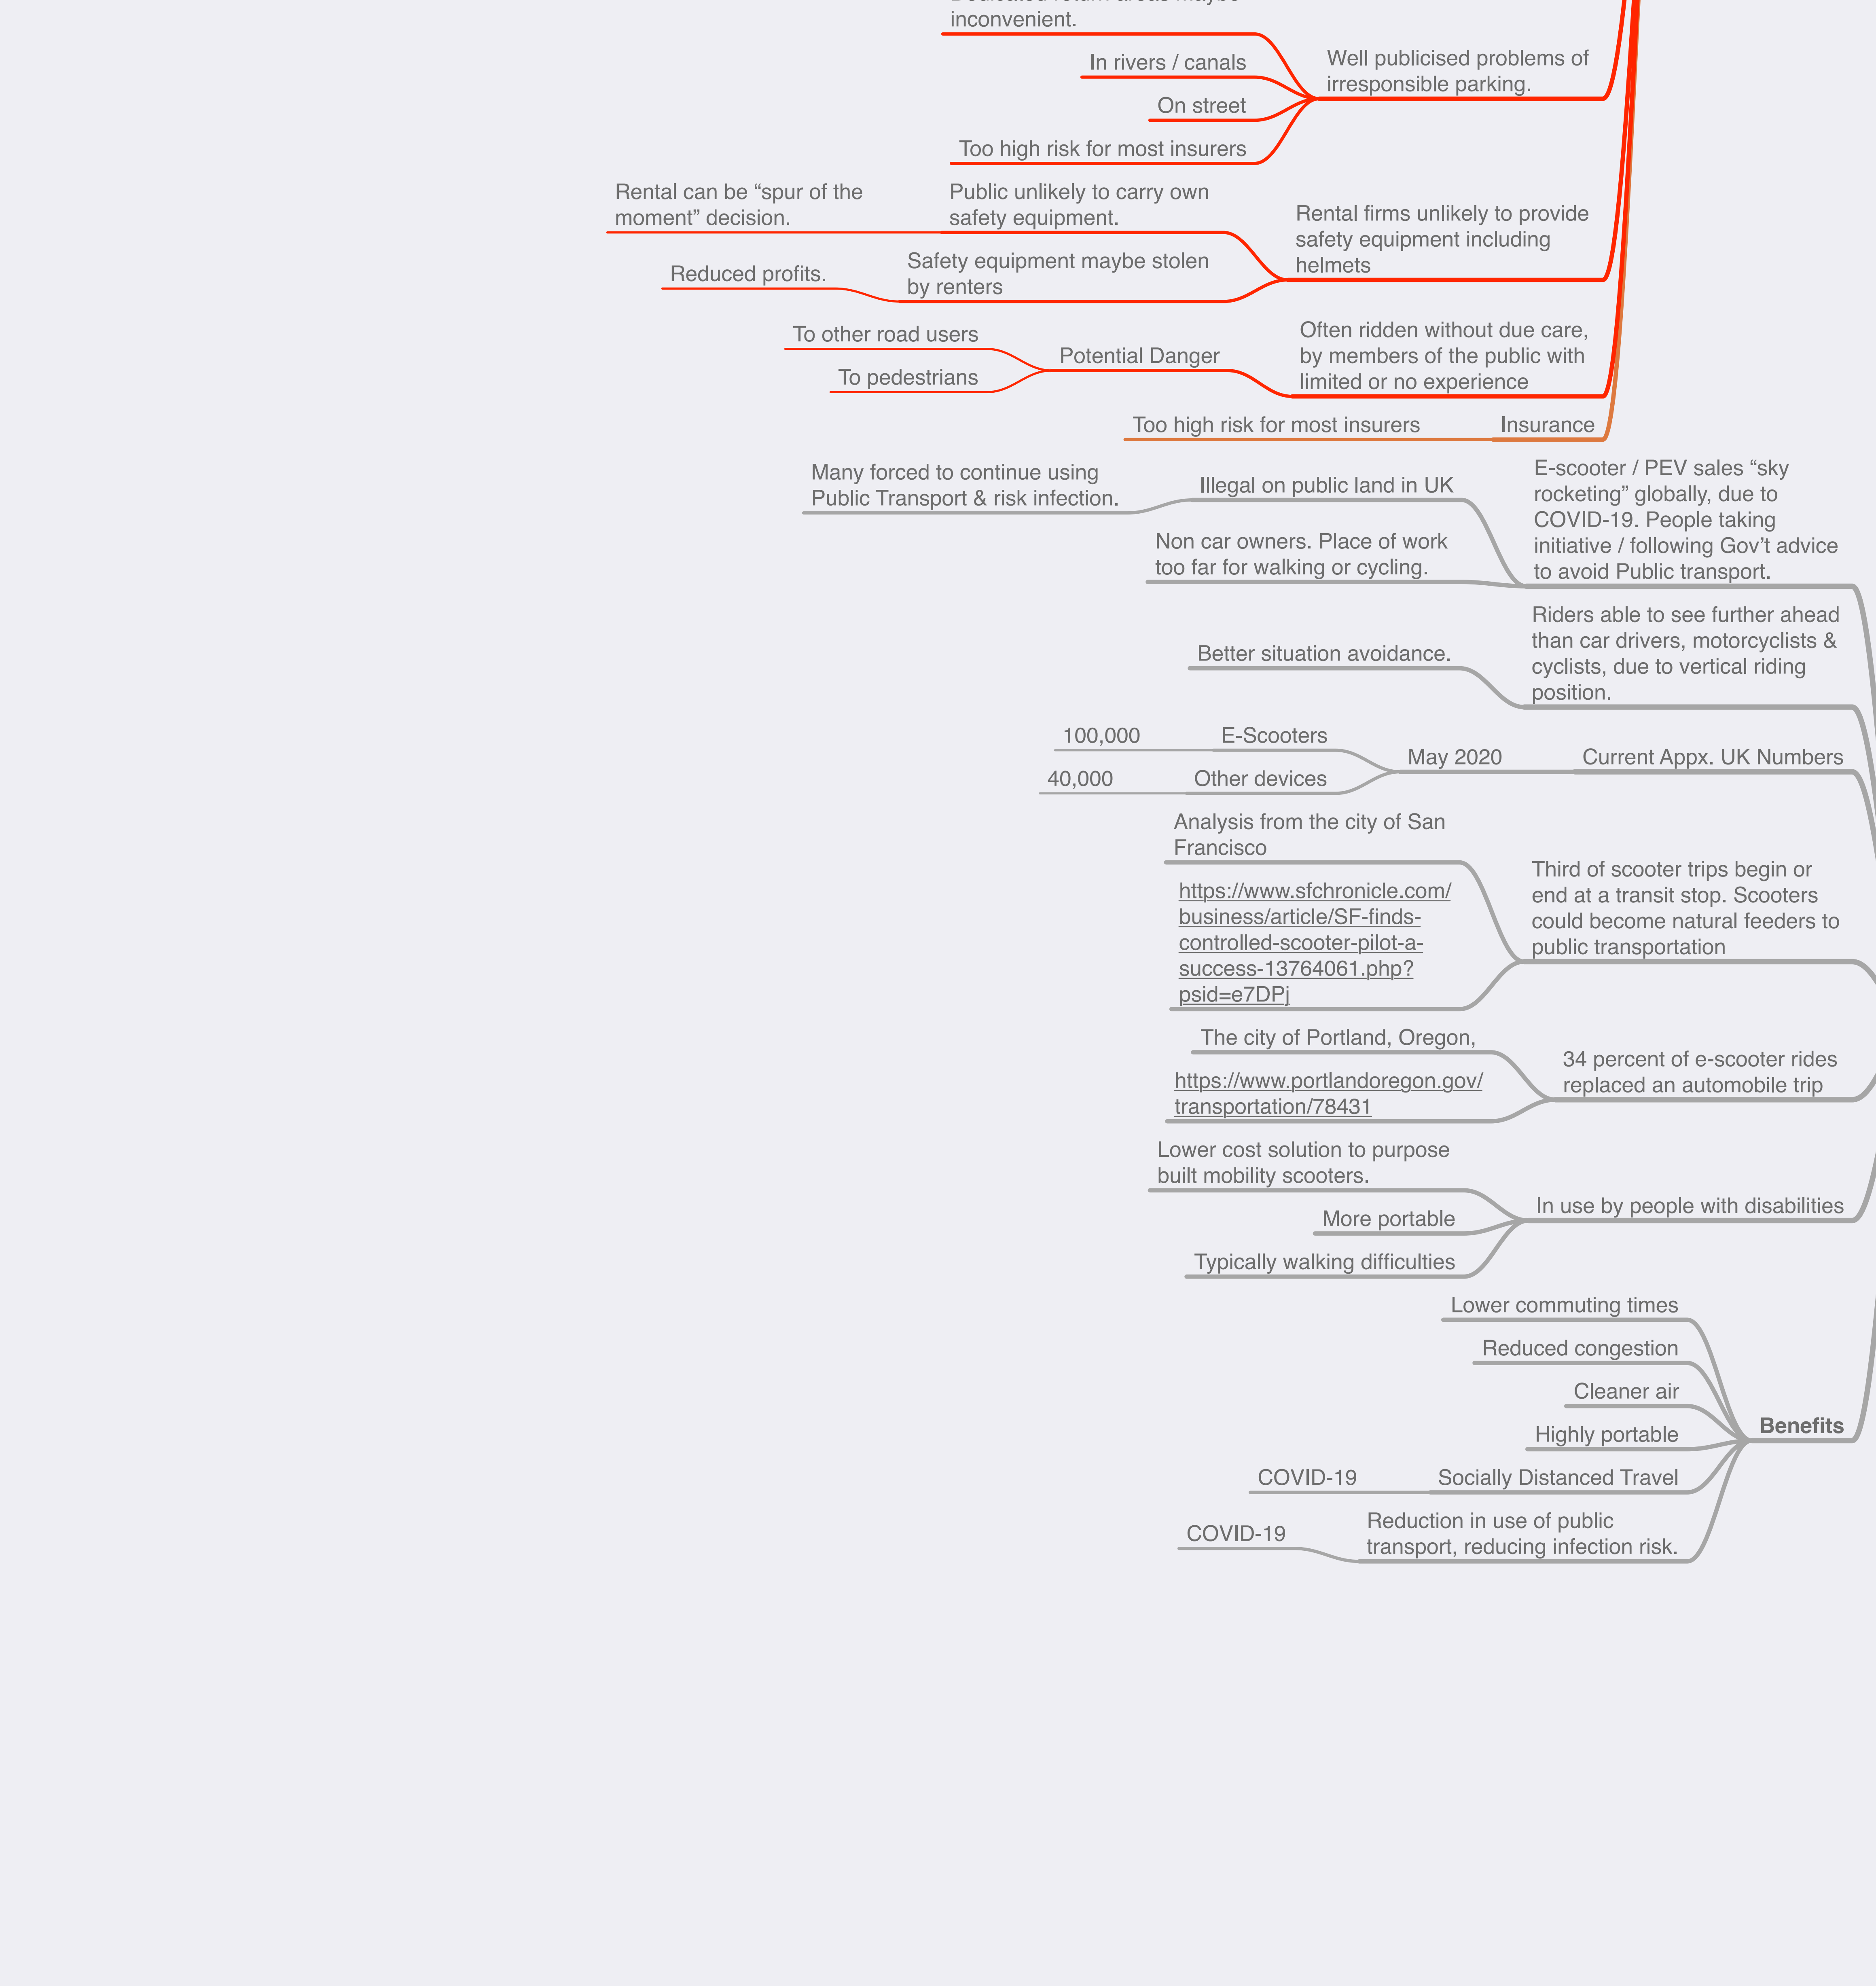 inconvenient.
Well publicised problems of
irresponsible parking.
In rivers / canals
On street
Too high risk for most insurers
Rental can be “spur of the
moment” decision.
Public unlikely to carry own
safety equipment.
Rental firms unlikely to provide
safety equipment including
helmets
Reduced profits.
Safety equipment maybe stolen
by renters
To other road users
To pedestrians
Potential Danger
Often ridden without due care,
by members of the public with
limited or no experience
Too high risk for most insurers
Insurance
Many forced to continue using
Public Transport & risk infection.
Illegal on public land in UK
E-scooter / PEV sales “sky
rocketing” globally, due to
COVID-19. People taking
initiative / following Gov’t advice
to avoid Public transport.
Non car owners. Place of work
too far for walking or cycling.
Better situation avoidance.
Riders able to see further ahead
than car drivers, motorcyclists &
cyclists, due to vertical riding
position.
100,000
E-Scooters
40,000
Other devices
May 2020
Current Appx. UK Numbers
Analysis from the city of San
Francisco
https://www.sfchronicle.com/
business/article/SF-finds-
controlled-scooter-pilot-a-
success-13764061.php?
psid=e7DPj
Third of scooter trips begin or
end at a transit stop. Scooters
could become natural feeders to
public transportation
The city of Portland, Oregon,
https://www.portlandoregon.gov/
transportation/78431
34 percent of e-scooter rides
replaced an automobile trip
Lower cost solution to purpose
built mobility scooters.
More portable
Typically walking difficulties
In use by people with disabilities
Lower commuting times
Reduced congestion
Cleaner air
Highly portable
Benefits
COVID-19
Socially Distanced Travel
COVID-19
Reduction in use of public
transport, reducing infection risk.